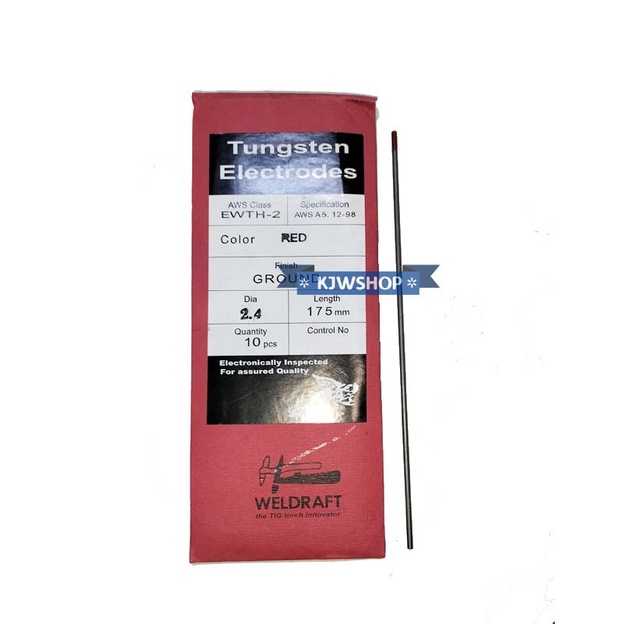 Tungsten
Electrodes
AWS Class
EWTH-2
Specification
AWS A5. 12-98
Color RED
Finish
GROUND
KJWSHOP
Dia
2.4
Length
175mm
Quantity
10 pcs
Control No
Electronically Inspected
For assured Quality
WELDRAFT
the TIG torch innovator